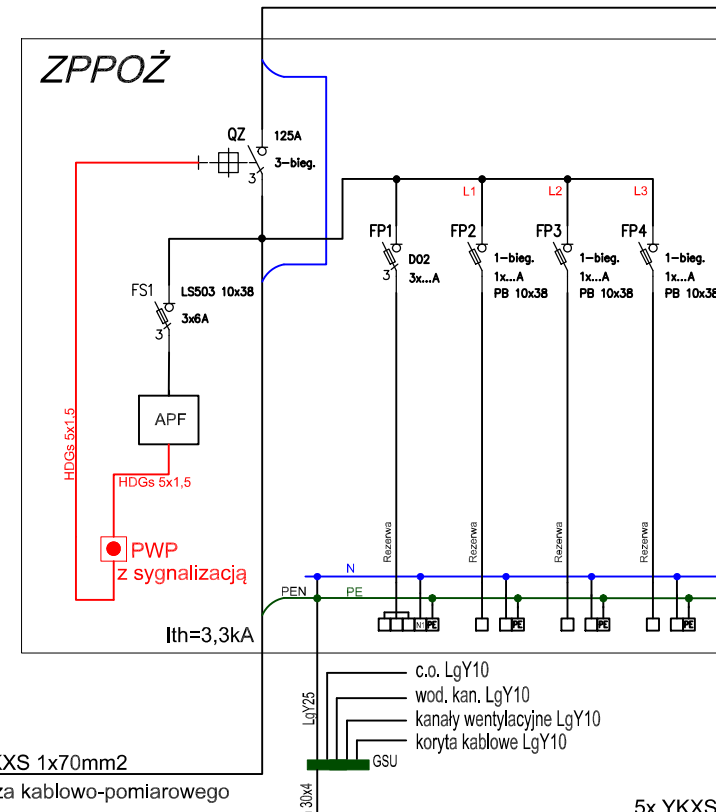 ZPPOŻ
QZ
125A
3-bieg.
3
L1
L2
L3
FP1
D02
3x...A
3
FP2
1-bieg.
1x...A
PB 10x38
FP3
1-bieg.
1x...A
PB 10x38
FP4
1-bieg.
1x...A
PB 10x38
FS1
LS503 10x38
3x6A
3
APF
HDGs 5x1,5
HDGs 5x1,5
PWP
z sygnalizacją
Rezerwa
Rezerwa
Rezerwa
Rezerwa
N
PEN
PE
N1
PE
PE
PE
PE
Ith=3,3kA
LgY25
c.o. LgY10
wod. kan. LgY10
kanały wentylacyjne LgY10
koryta kablowe LgY10
GSU
KXS 1x70mm2
za kablowo-pomiarowego
30x4
5x YKXS